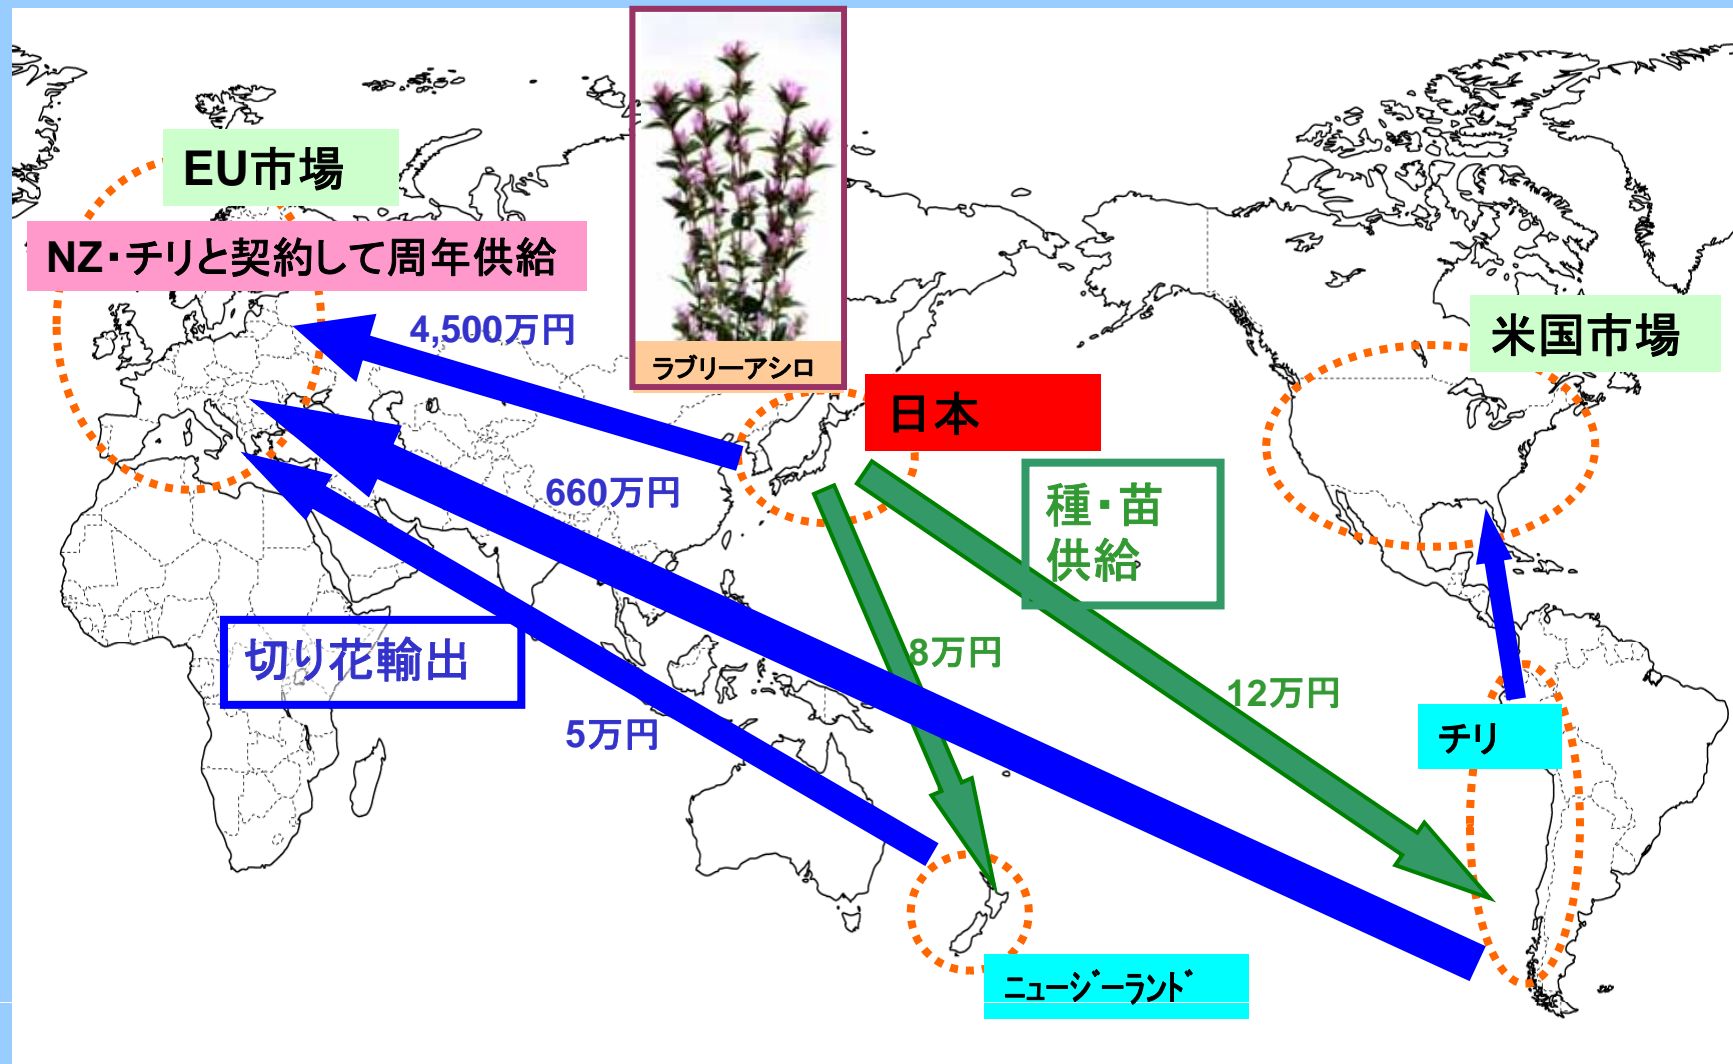 EU市場
NZ・チリと契約して周年供給
4,500万円
ラブリーアシロ
米国市場
日本
660万円
種・苗
供給
切り花輸出
8万円
12万円
5万円
チリ
ニュージーランド